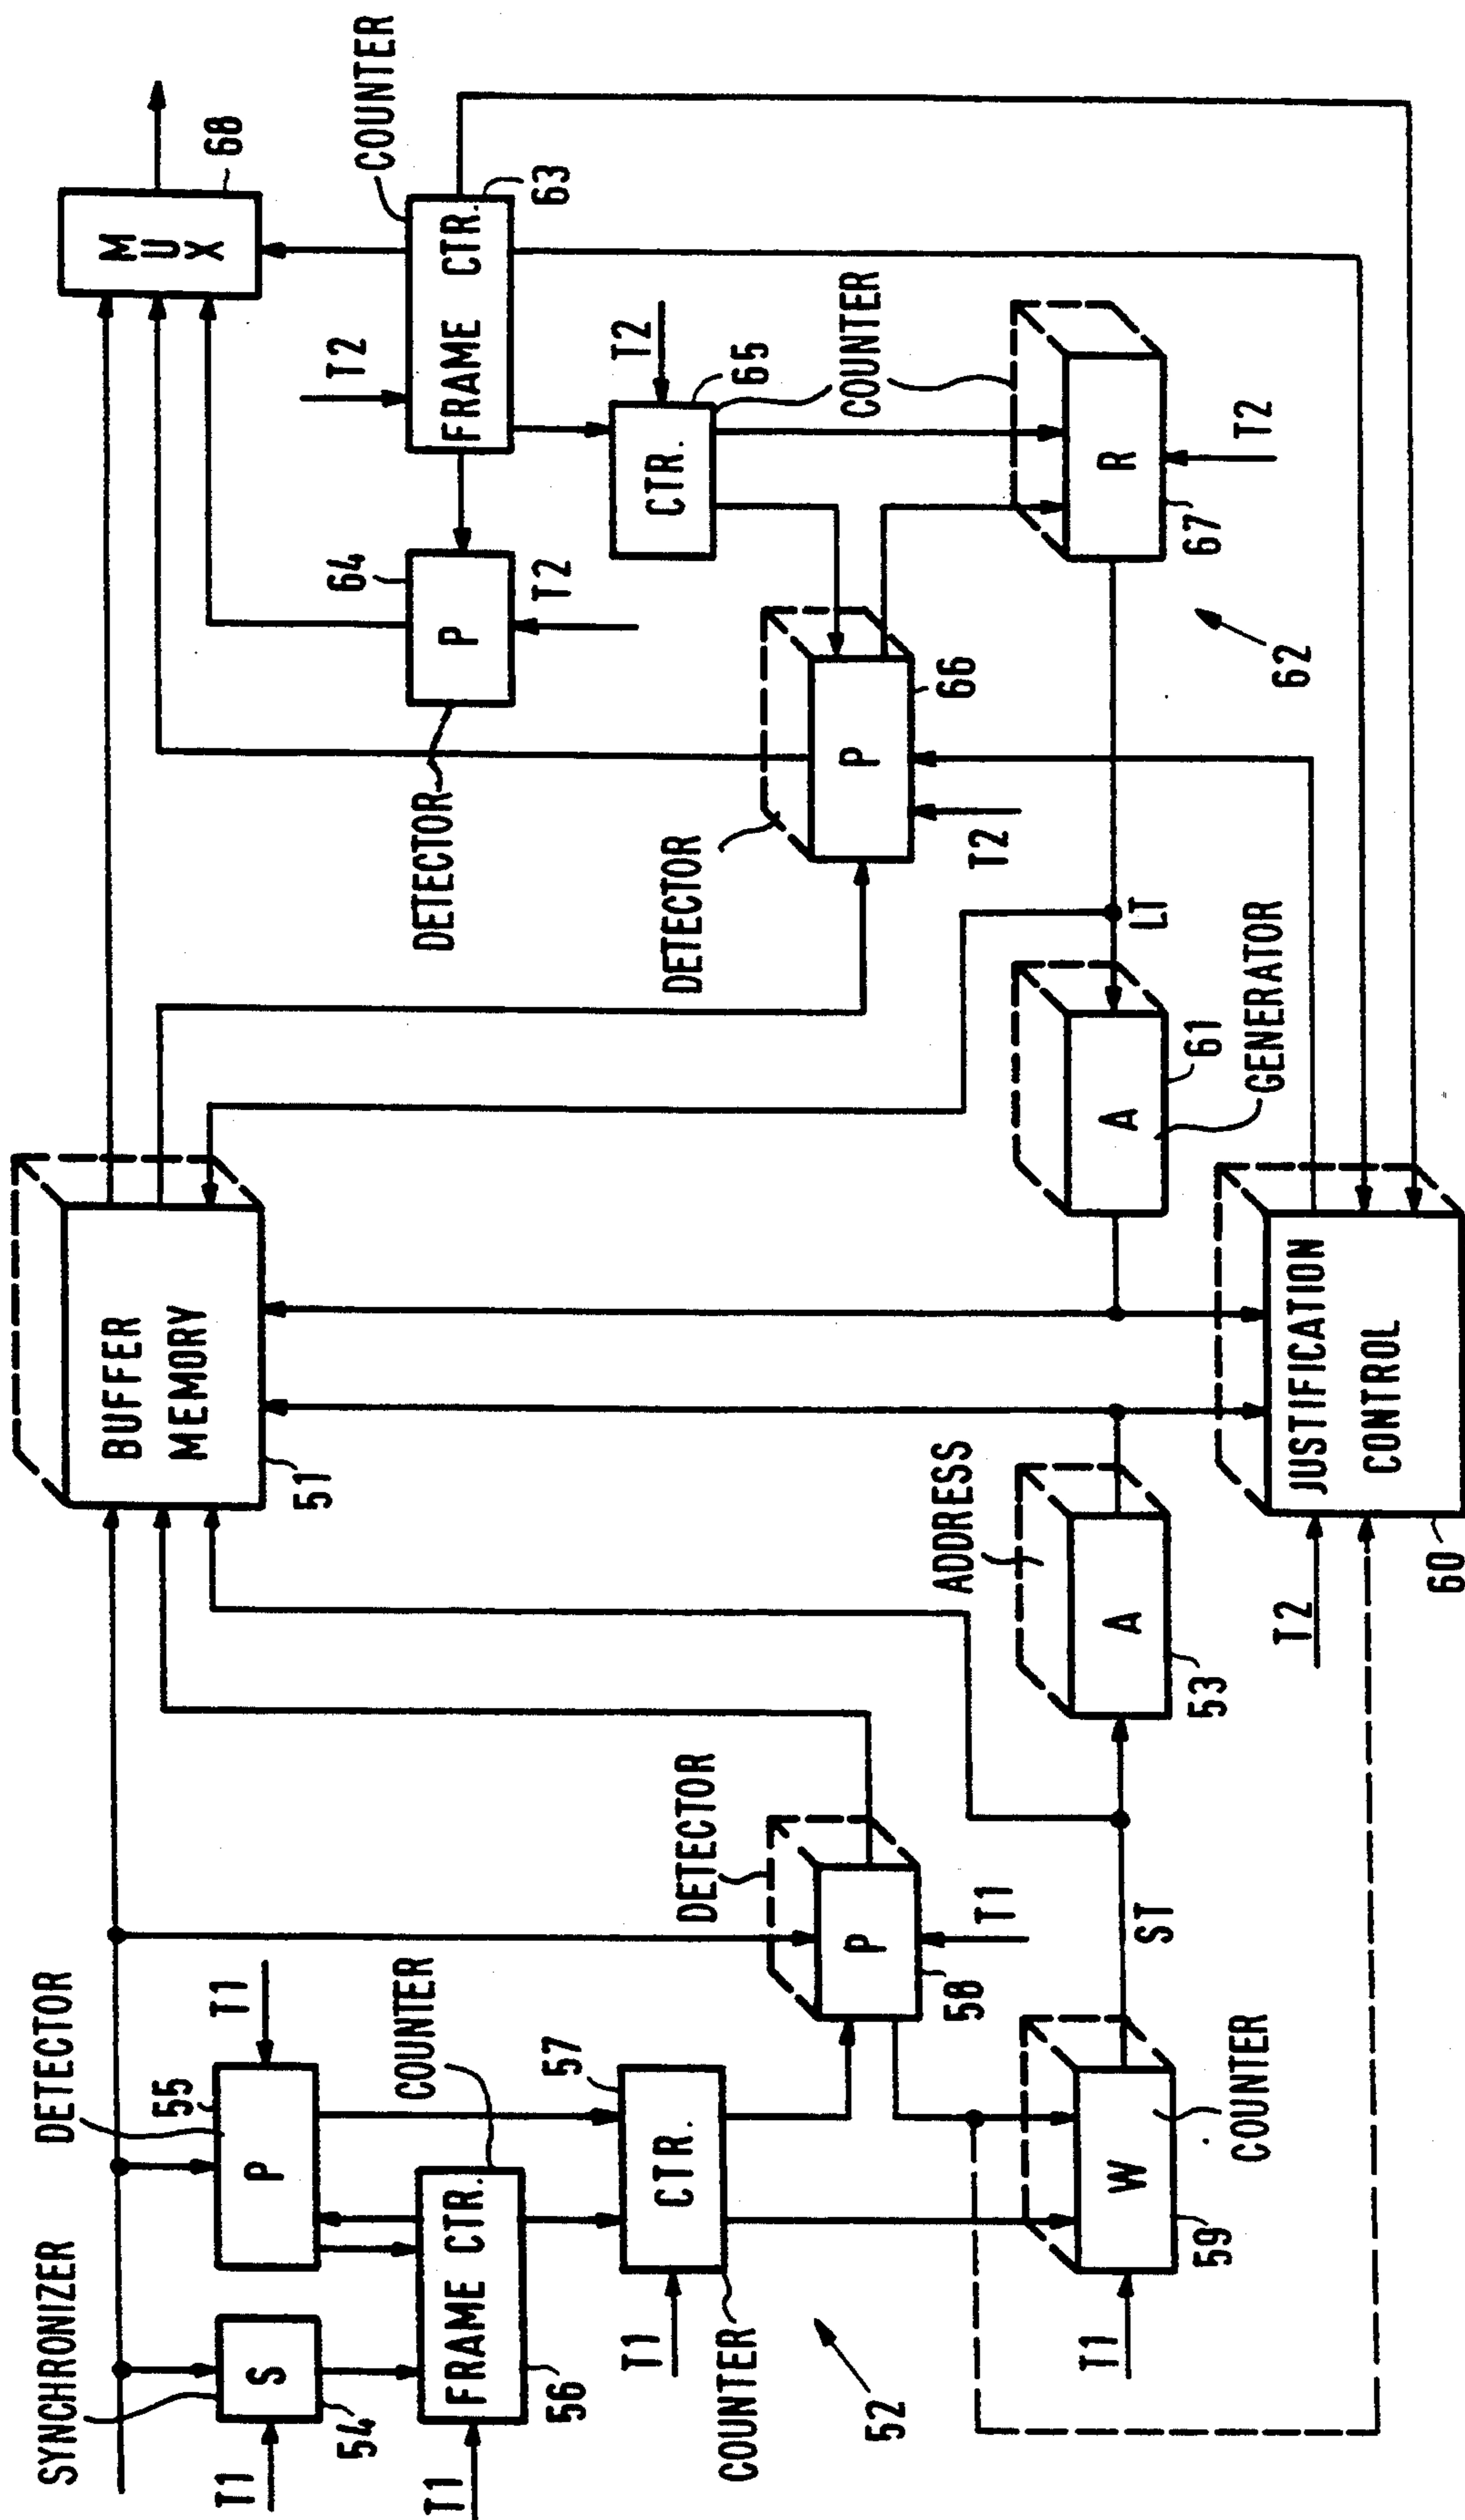 SYNCHRONIZER
DETECTOR
T1
S
54
55
P
T1
T1
FRAME CTR.
56
COUNTER
57
CTR.
T1
COUNTER
52
DETECTOR
P
58
T1
T1
W
59
COUNTER
ST
ADDRESS
A
53
BUFFER
MEMORY
51
T2
JUSTIFICATION
CONTROL
60
A
61
GENERATOR
LT
DETECTOR
P
66
T2
DETECTOR
64
P
T2
62
MUX
68
COUNTER
T2
FRAME CTR.
63
T2
CTR.
65
COUNTER
R
67
T2